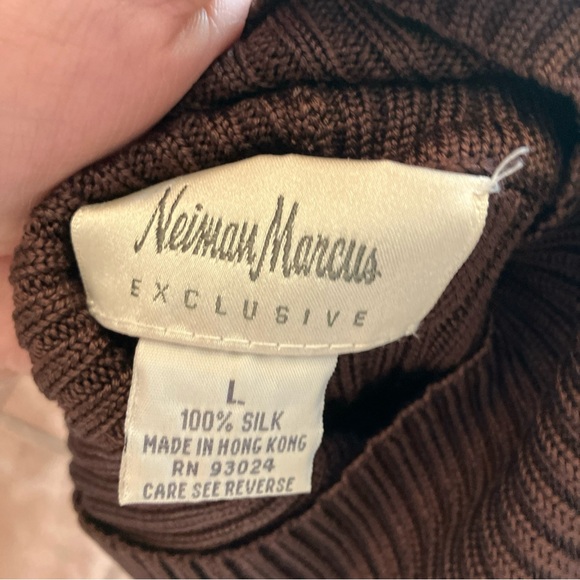 Neiman Marcus
EXCLUSIVE
L
100% SILK
MADE IN HONG KONG
RN 93024
CARE SEE REVERSE